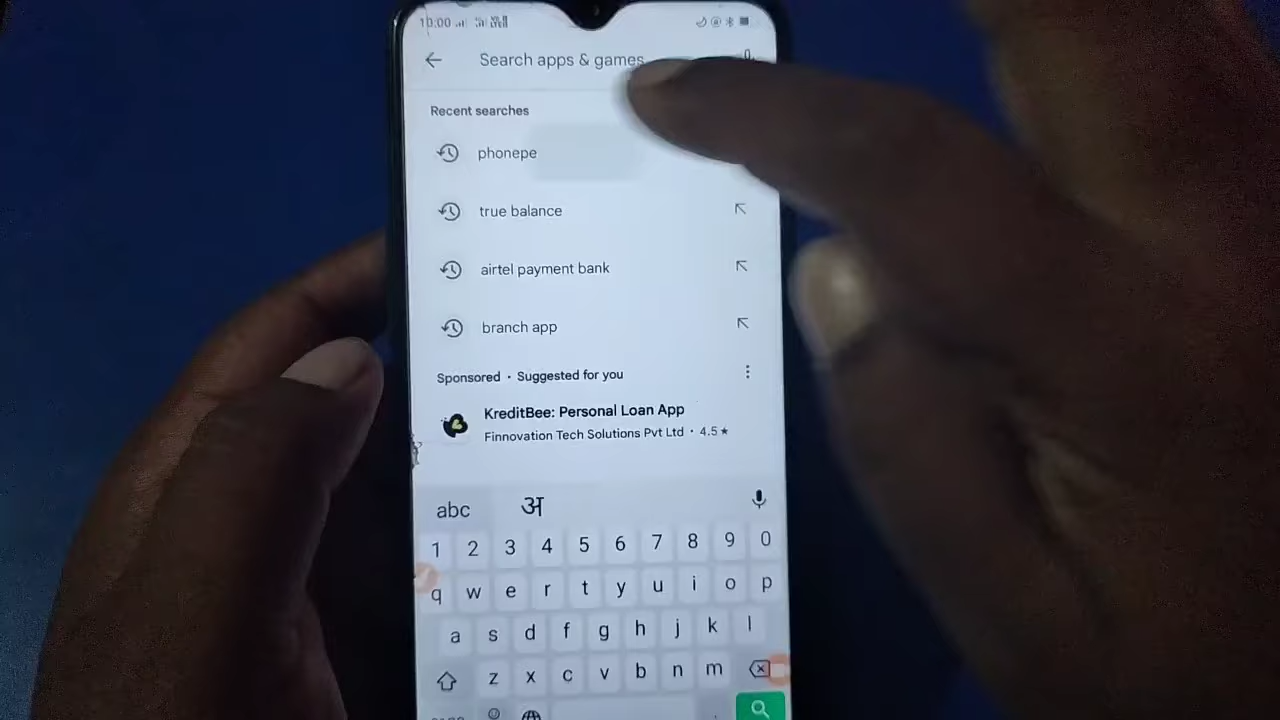 10:00
Search apps & games
Recent searches
phonepe
true balance
airtel payment bank
branch app
Sponsored · Suggested for you
KreditBee: Personal Loan App
Finnovation Tech Solutions Pvt Ltd · 4.5★
abc अ
1 2 3 4 5 6 7 8 9 0
q w e r t y u i o p
a s d f g h j k l
z x c v b n m